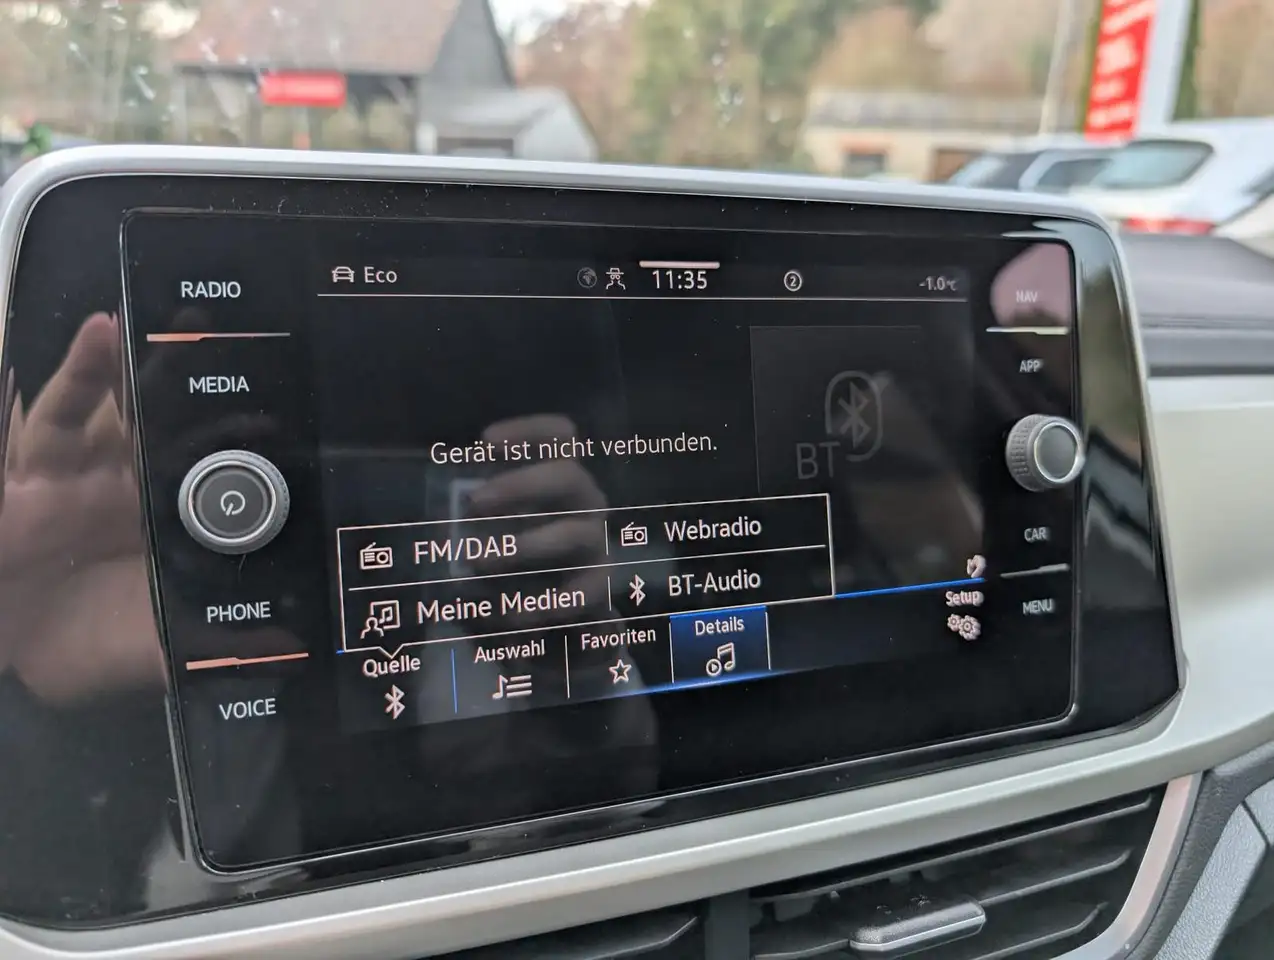 RADIO
MEDIA
PHONE
VOICE
Eco
11:35
2
-1.0°C
Gerät ist nicht verbunden.
BT
FM/DAB
Webradio
Meine Medien
BT-Audio
Quelle
Auswahl
Favoriten
Details
Setup
NAV
APP
CAR
MENU